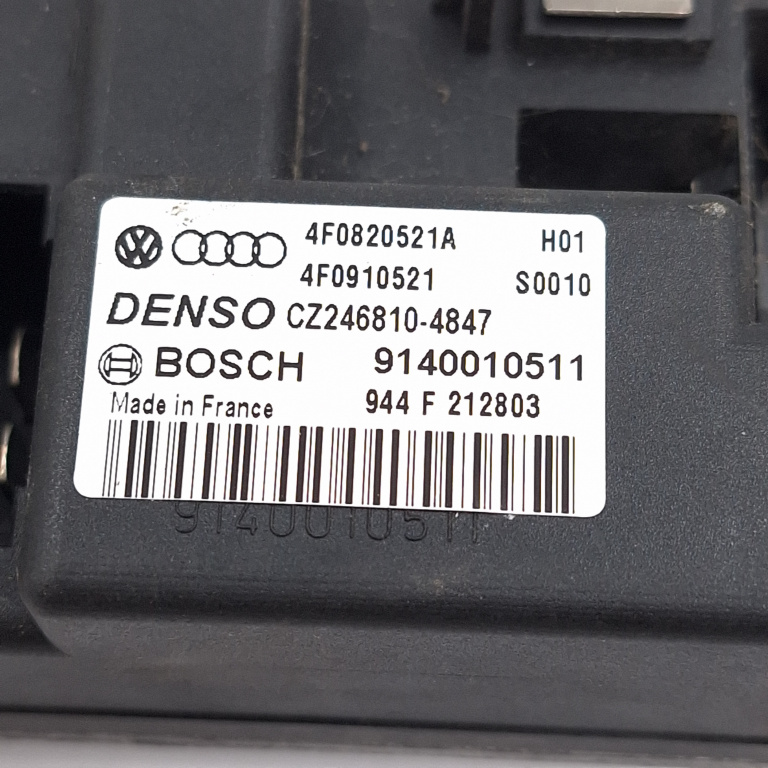 4F0820521A H01
4F0910521 S0010
DENSO CZ246810-4847
BOSCH 9140010511
Made in France 944 F 212803
9140010511